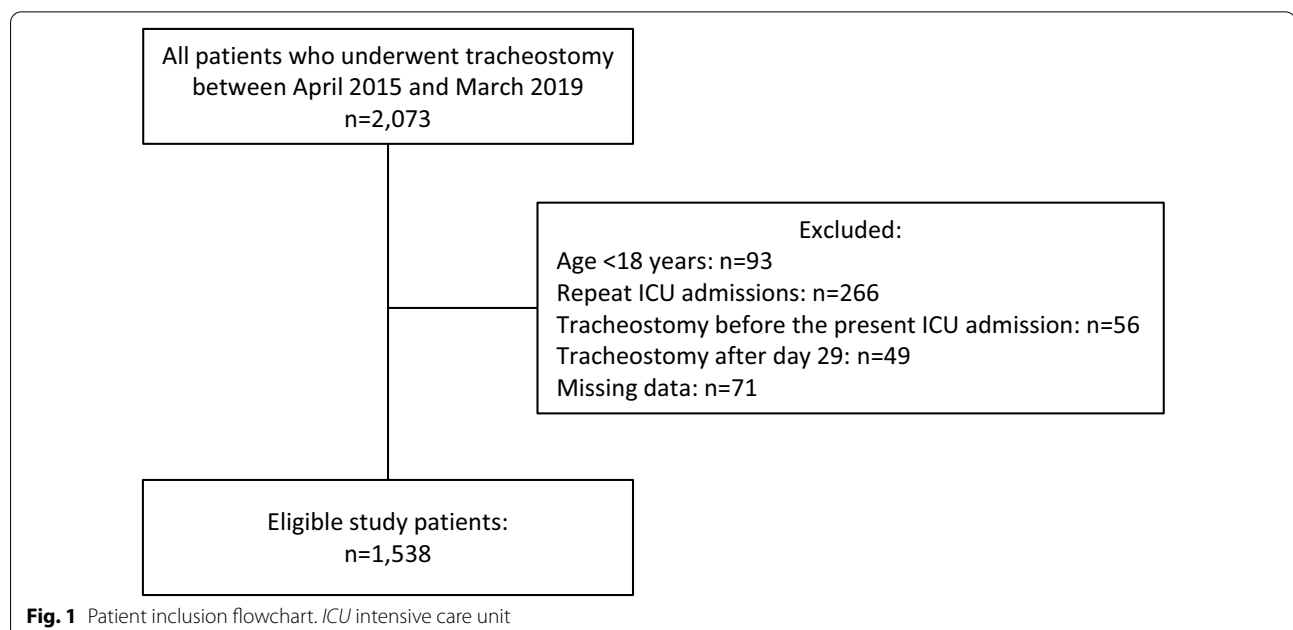 All patients who underwent tracheostomy
between April 2015 and March 2019
n=2,073
Excluded:
Age <18 years: n=93
Repeat ICU admissions: n=266
Tracheostomy before the present ICU admission: n=56
Tracheostomy after day 29: n=49
Missing data: n=71
Eligible study patients:
n=1,538
Fig. 1 Patient inclusion flowchart. ICU intensive care unit